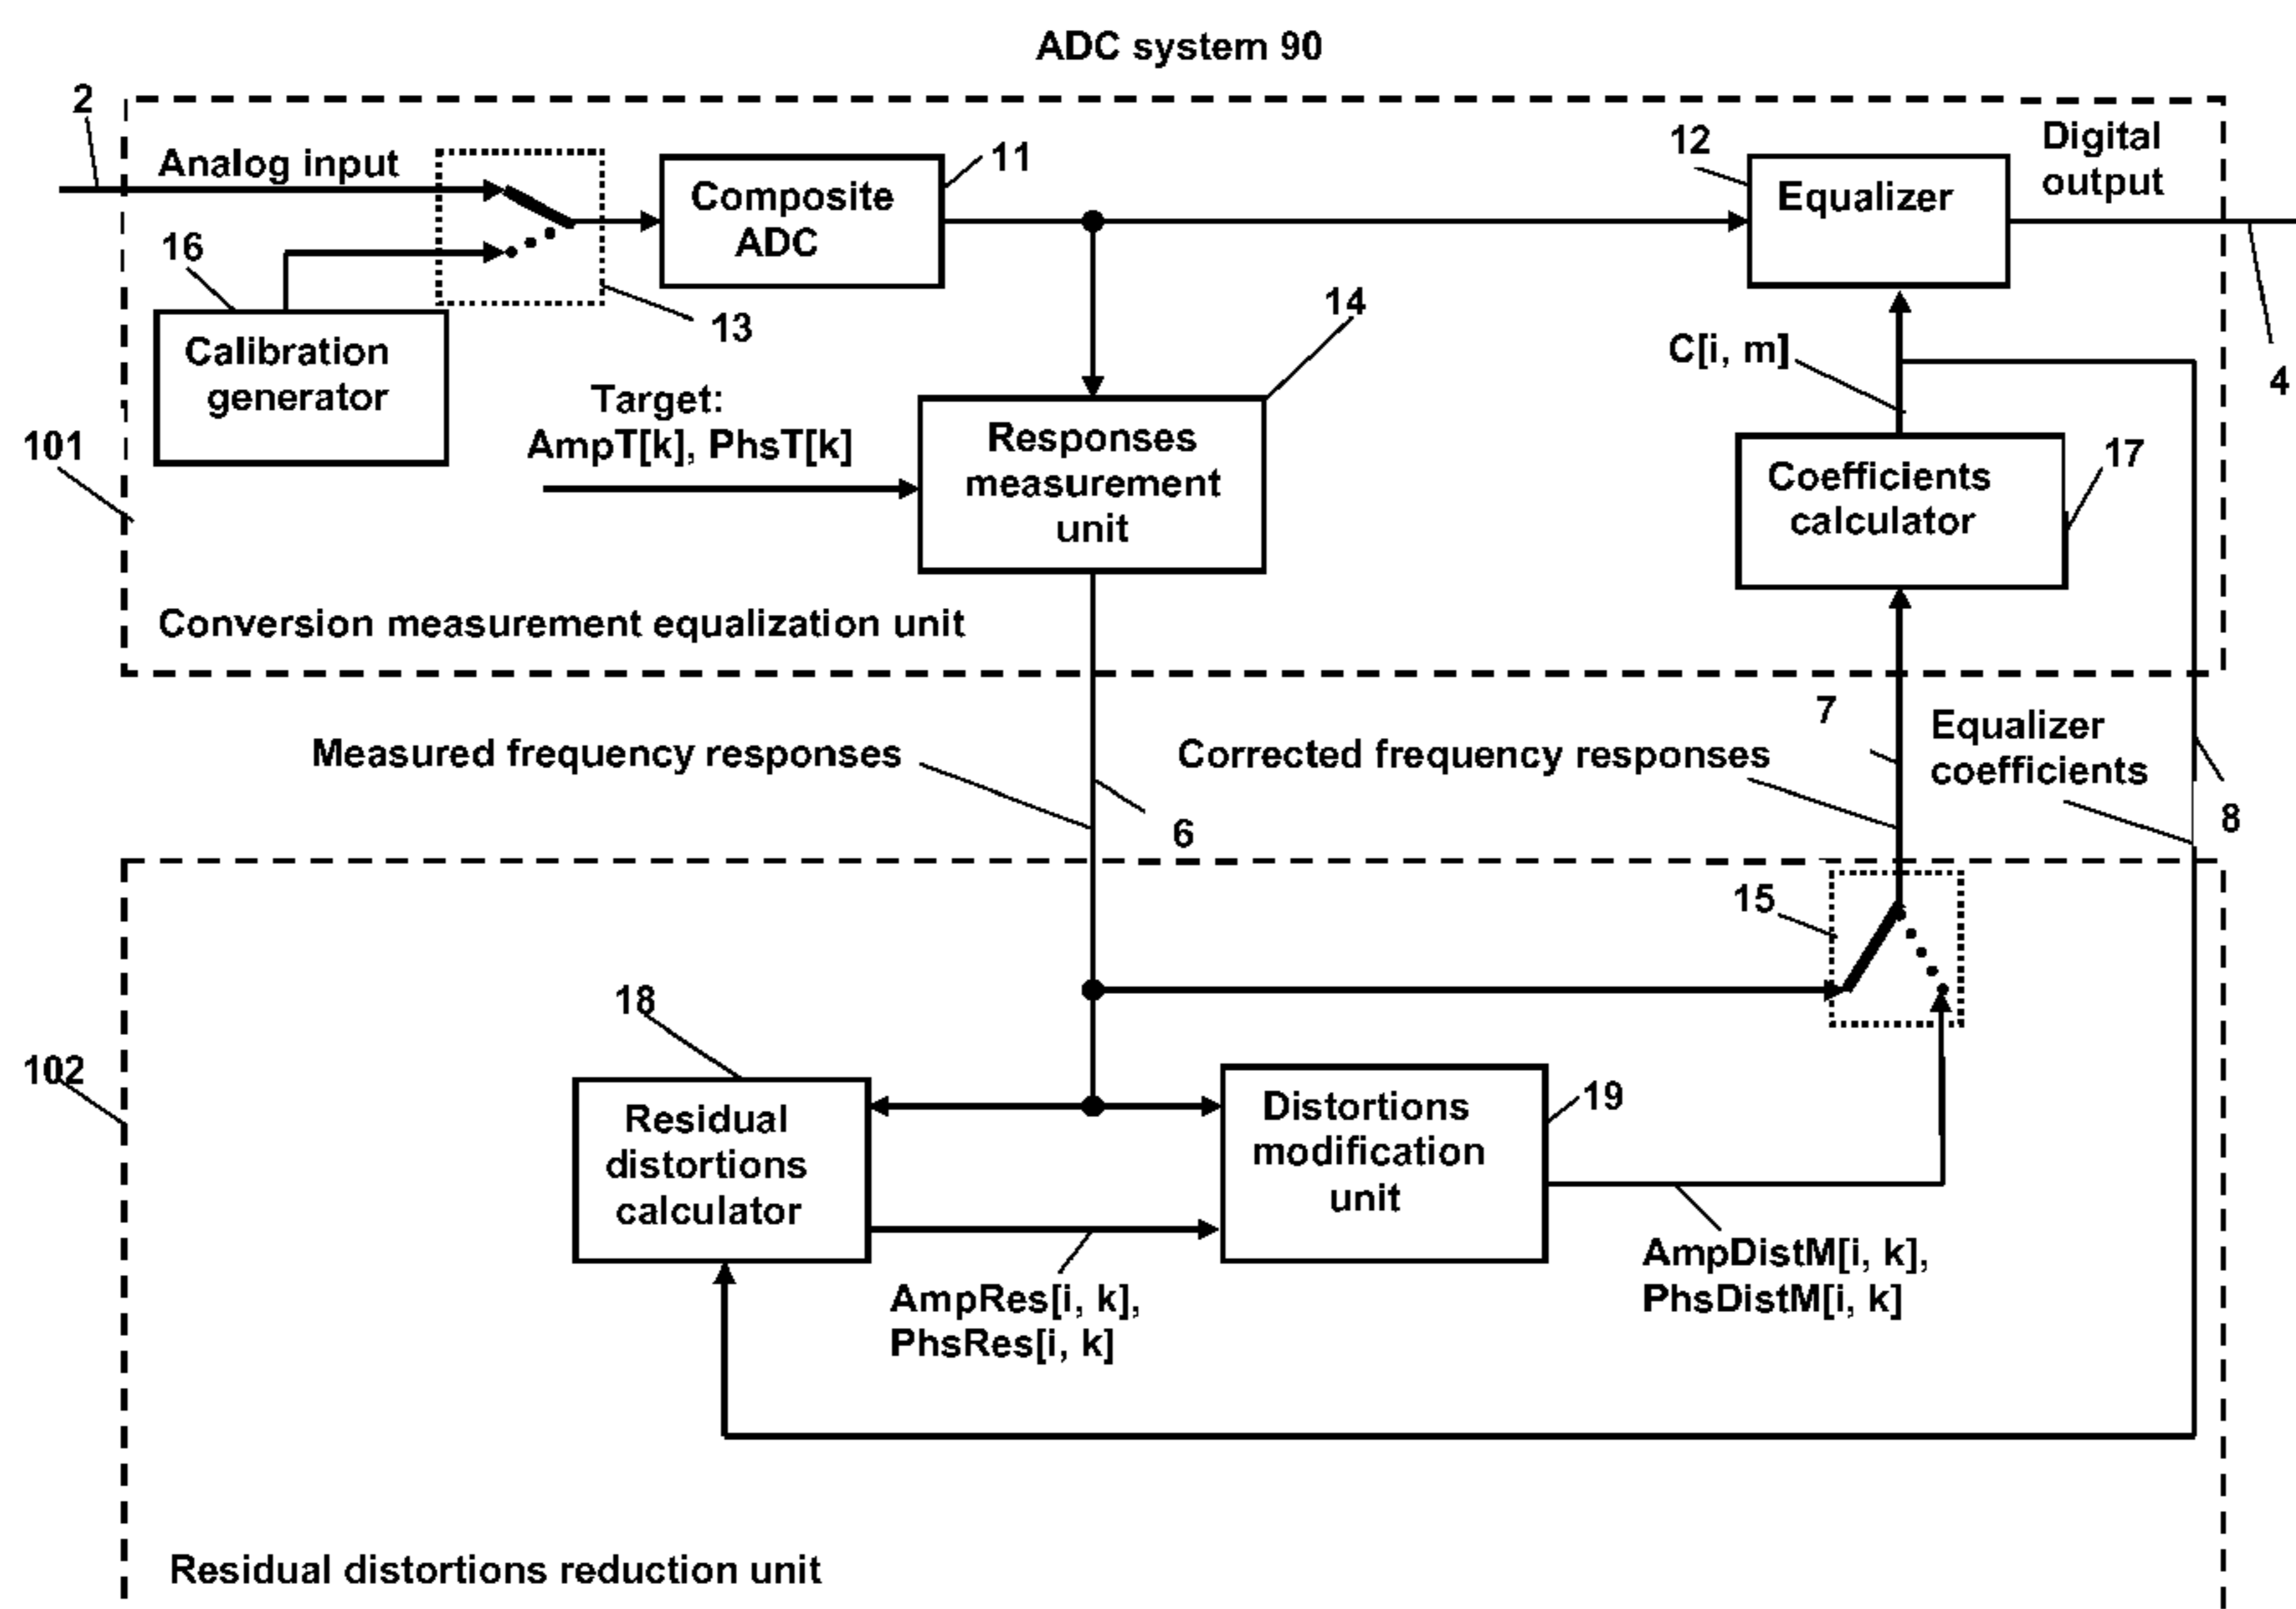 ADC system 90
2
Analog input
16
Calibration
generator
13
Composite
ADC
11
12
Equalizer
Digital
output
4
14
C[i, m]
Target:
AmpT[k], PhsT[k]
Responses
measurement
unit
Coefficients
calculator
17
101
Conversion measurement equalization unit
Measured frequency responses
6
Corrected frequency responses
7
Equalizer
coefficients
8
15
18
102
Residual
distortions
calculator
Distortions
modification
unit
19
AmpRes[i, k],
PhsRes[i, k]
AmpDistM[i, k],
PhsDistM[i, k]
Residual distortions reduction unit